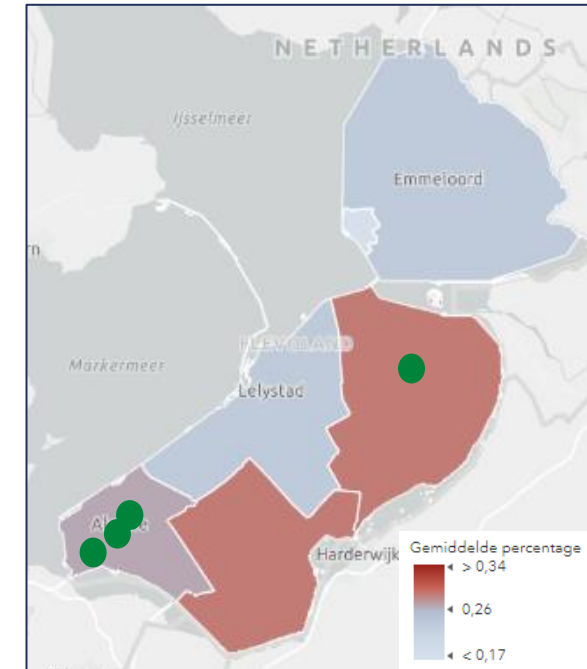 NETHERLANDS
Ijsselmeer
Emmeloord
FLEVOLAND
Markermeer
Lelystad
Harderwijk
Gemiddelde percentage
> 0,34
0,26
< 0,17